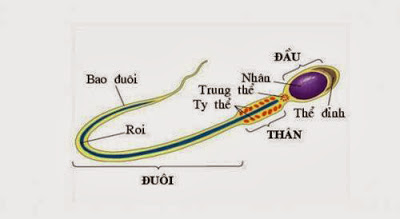 ĐẦU
Nhân
Trung thể
Ty thể
Thể đỉnh
THÂN
Bao đuôi
Roi
ĐUÔI